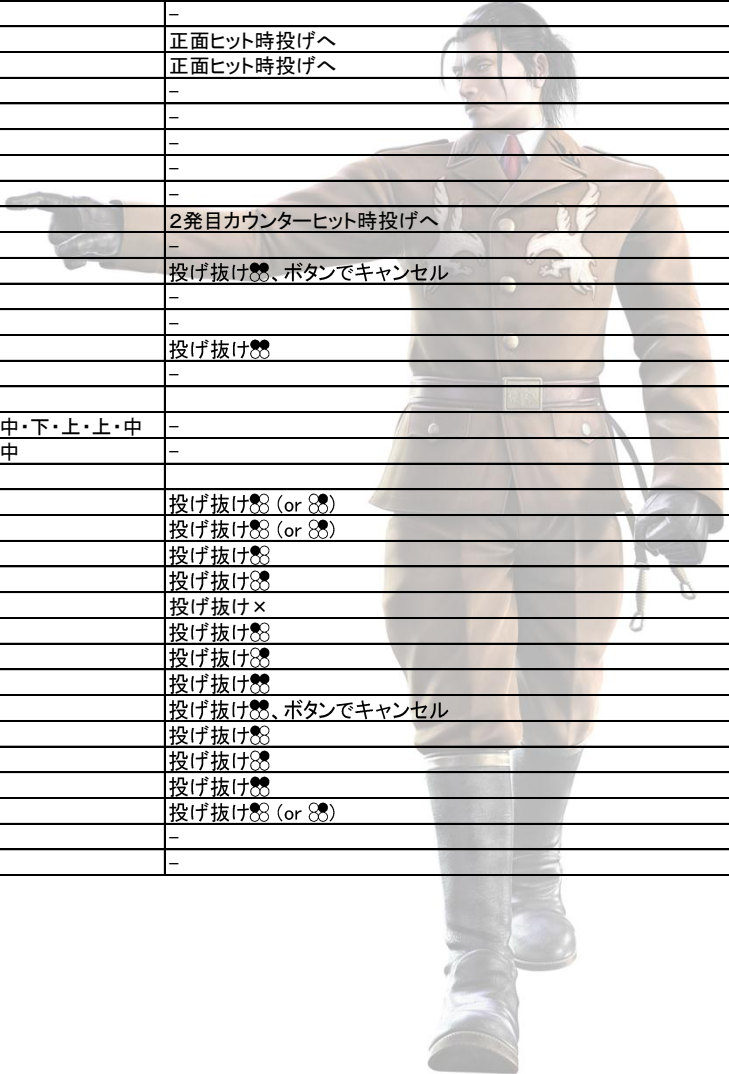 –
正面ヒット時投げへ
正面ヒット時投げへ
–
–
–
–
–
２発目カウンターヒット時投げへ
–
投げ抜け、ボタンでキャンセル
–
–
投げ抜け
–
中・下・上・上・中 –
中 –
投げ抜け (or )
投げ抜け (or )
投げ抜け
投げ抜け
投げ抜け×
投げ抜け
投げ抜け
投げ抜け
投げ抜け、ボタンでキャンセル
投げ抜け
投げ抜け
投げ抜け
投げ抜け (or )
–
–